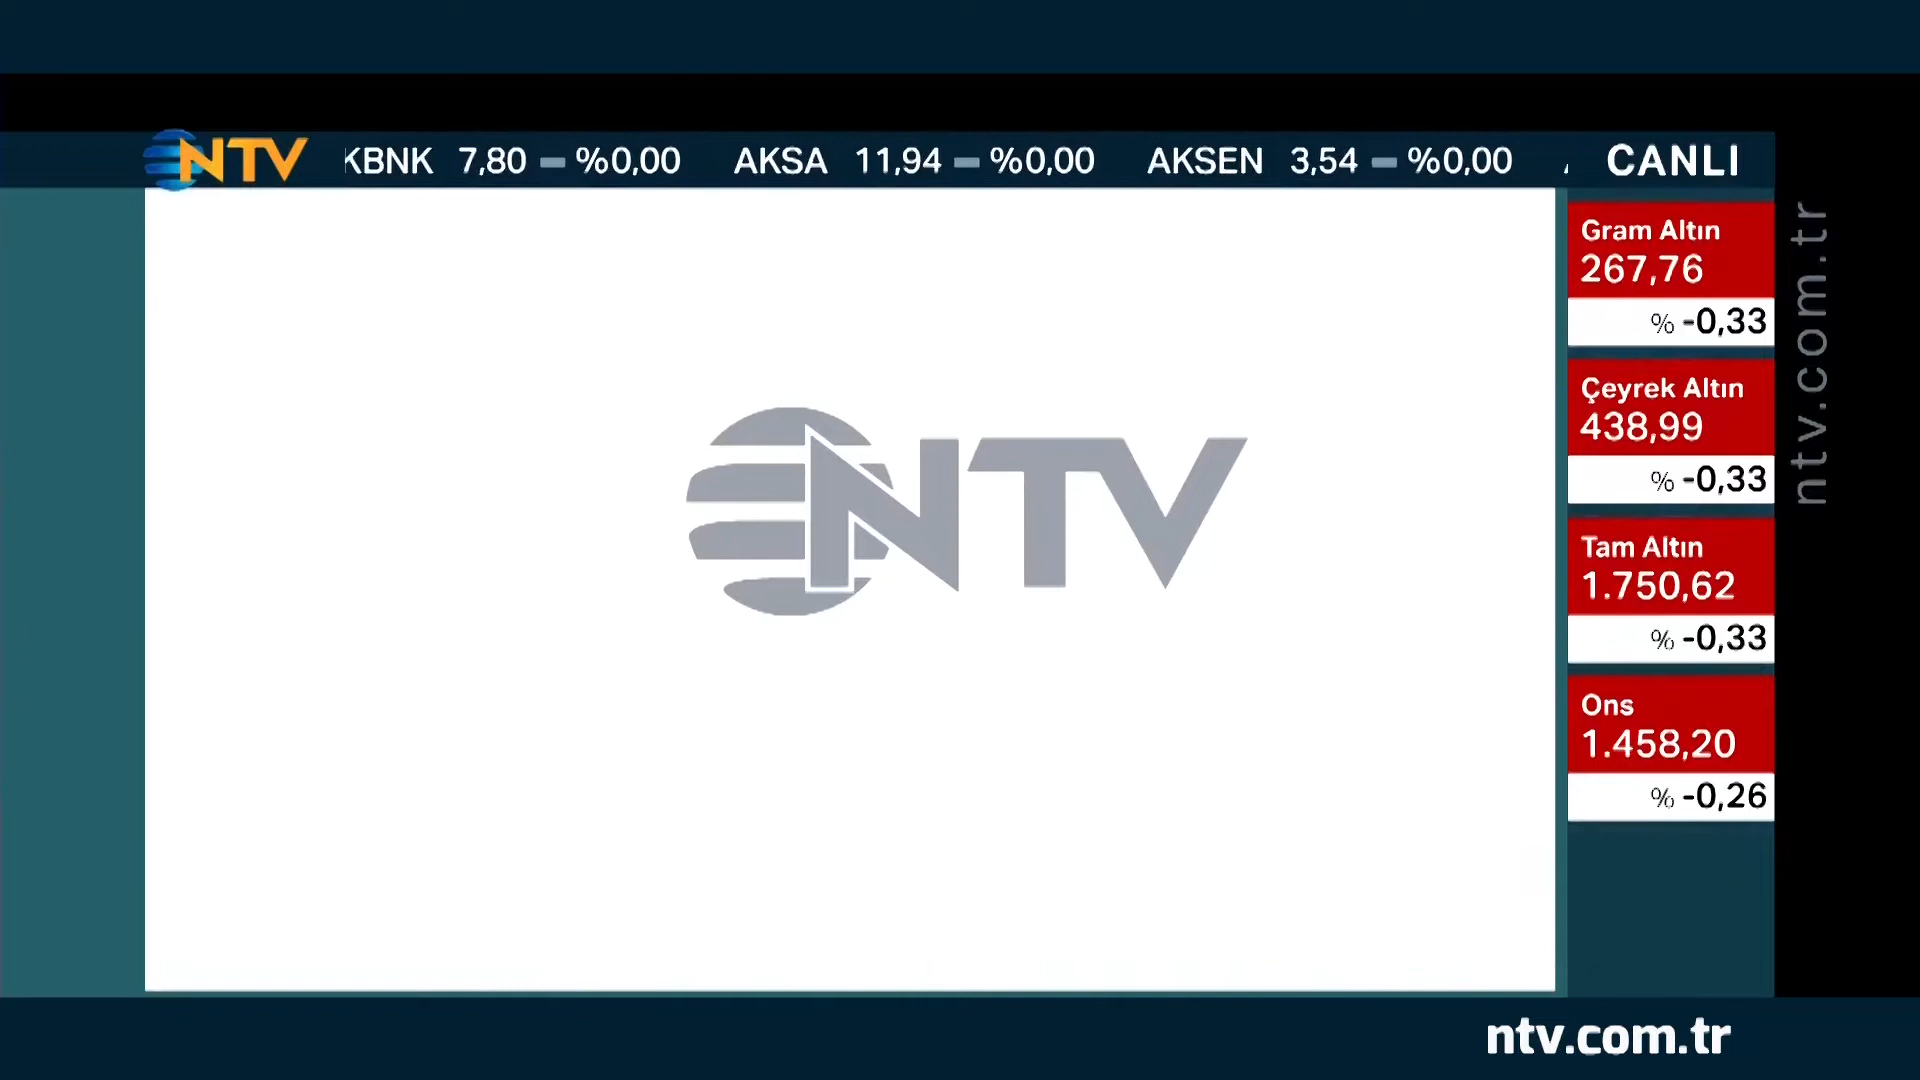 NTV
KBNK 7,80 %0,00 AKSA 11,94 %0,00 AKSEN 3,54 %0,00
CANLI
Gram Altın
267,76
% -0,33
Çeyrek Altın
438,99
% -0,33
Tam Altın
1.750,62
% -0,33
Ons
1.458,20
% -0,26
ntv.com.tr
NTV
ntv.com.tr